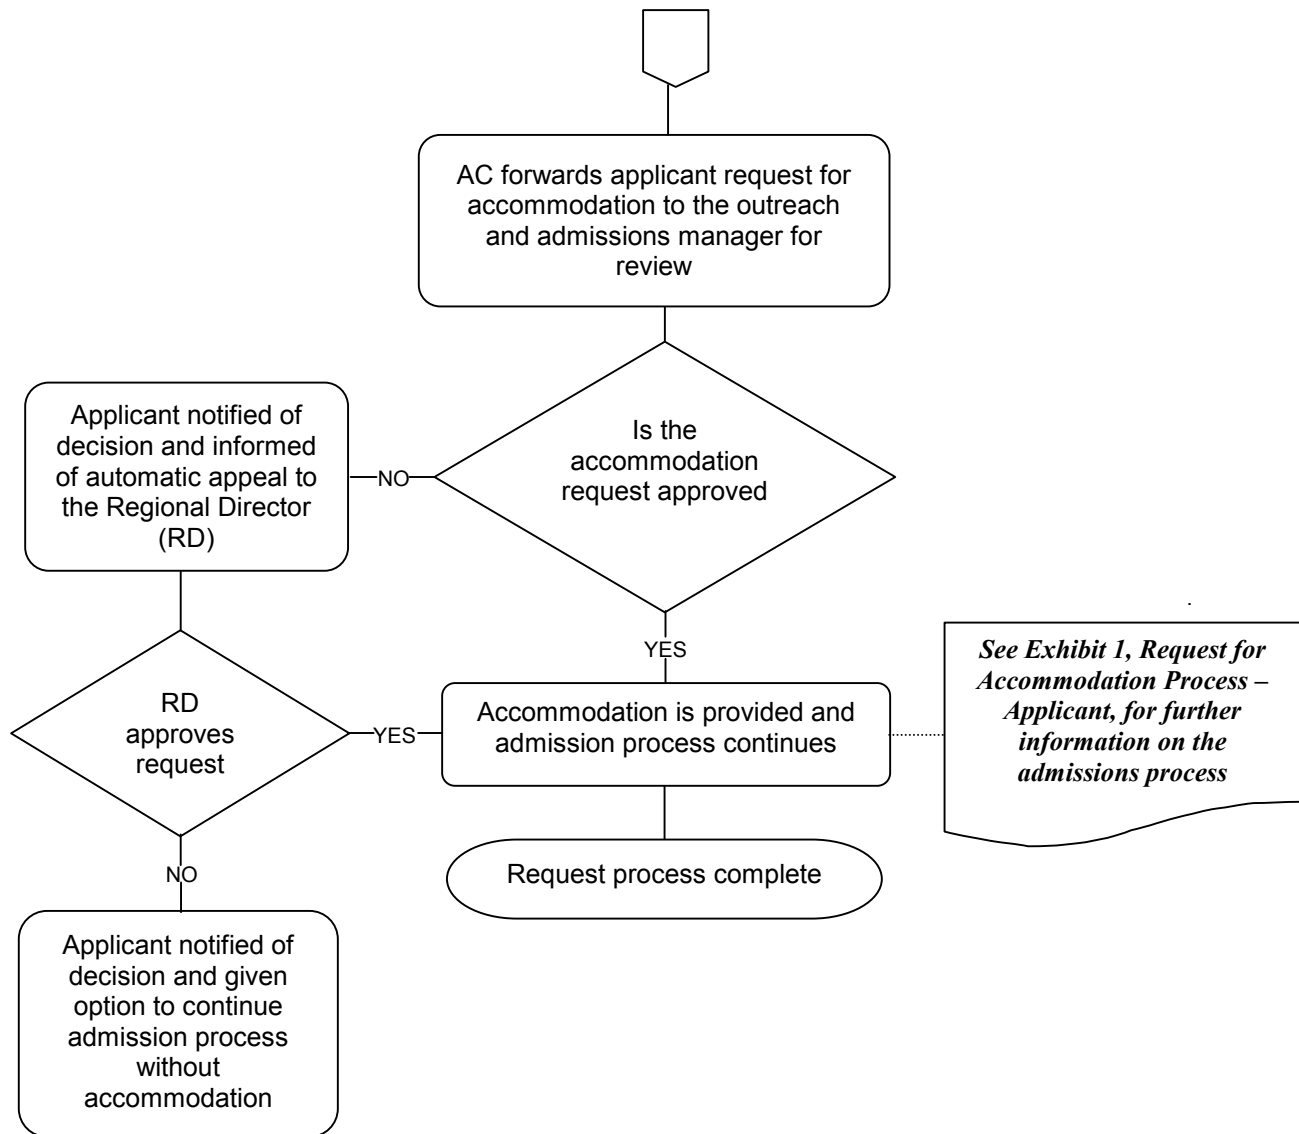 AC forwards applicant request for
accommodation to the outreach
and admissions manager for
review
Applicant notified of
decision and informed
of automatic appeal to
the Regional Director
(RD)
NO
Is the
accommodation
request approved
YES
RD
approves
request
YES
Accommodation is provided and
admission process continues
See Exhibit 1, Request for
Accommodation Process –
Applicant, for further
information on the
admissions process
NO
Request process complete
Applicant notified of
decision and given
option to continue
admission process
without
accommodation